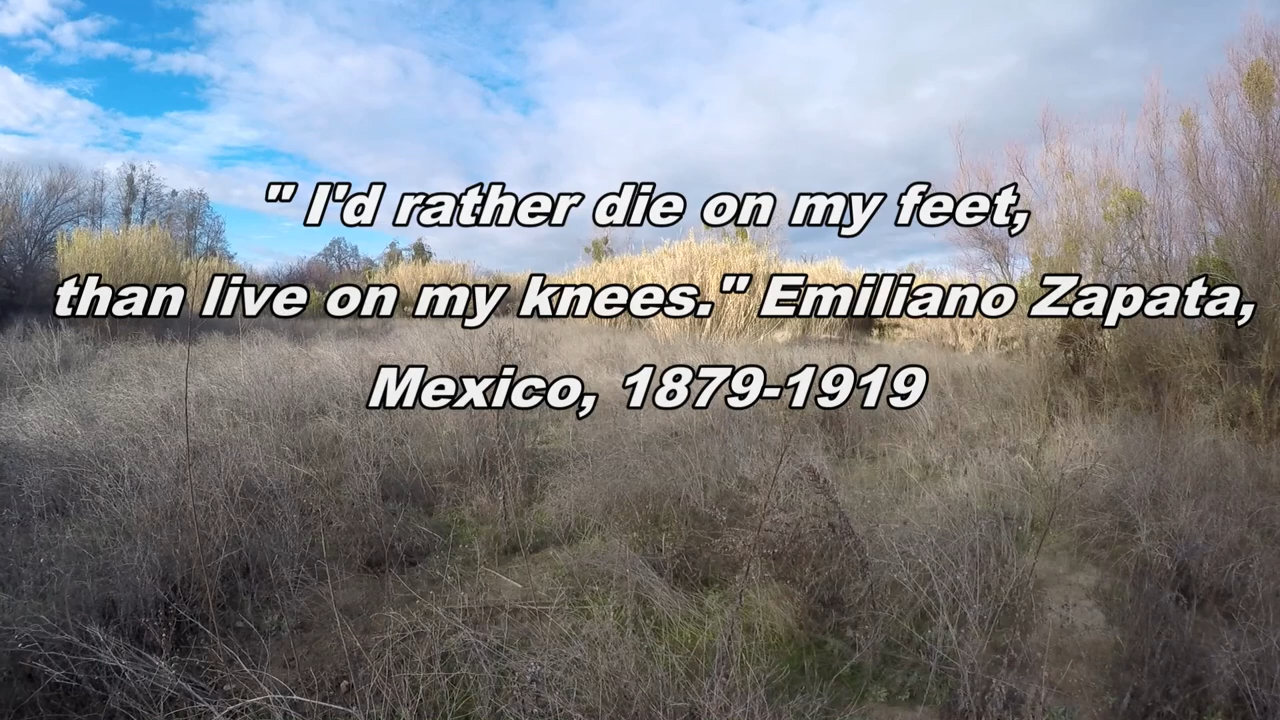 " I'd rather die on my feet,
than live on my knees." Emiliano Zapata,
Mexico, 1879-1919